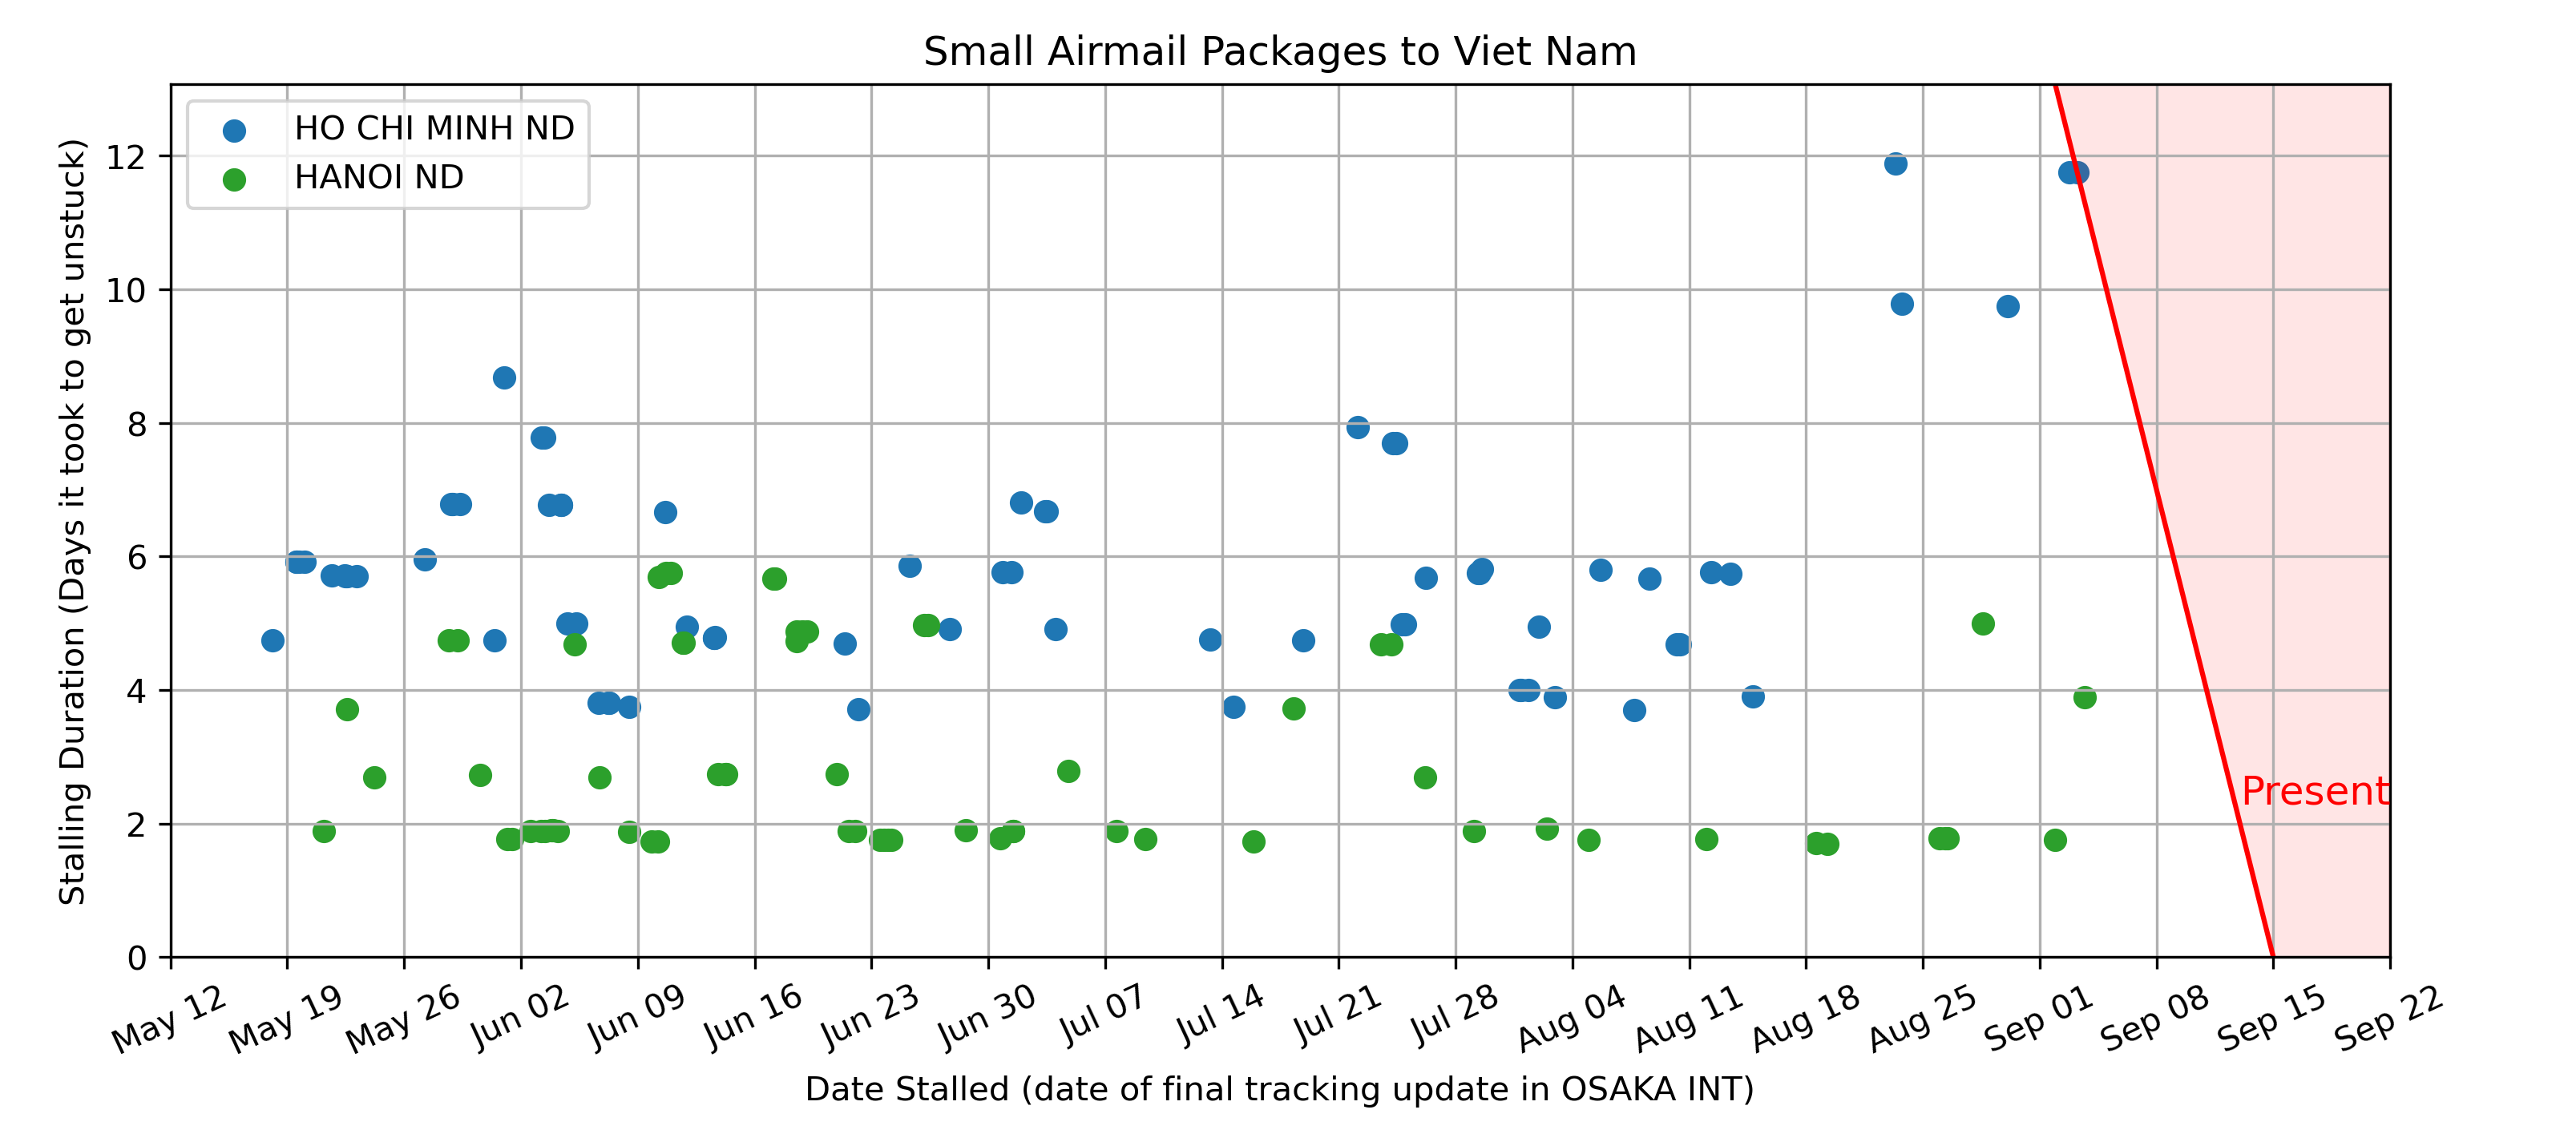 Small Airmail Packages to Viet Nam
HO CHI MINH ND
HANOI ND
Stalling Duration (Days it took to get unstuck)
12
10
8
6
4
2
0
Present
May 12
May 19
May 26
Jun 02
Jun 09
Jun 16
Jun 23
Jun 30
Jul 07
Jul 14
Jul 21
Jul 28
Aug 04
Aug 11
Aug 18
Aug 25
Sep 01
Sep 08
Sep 15
Sep 22
Date Stalled (date of final tracking update in OSAKA INT)